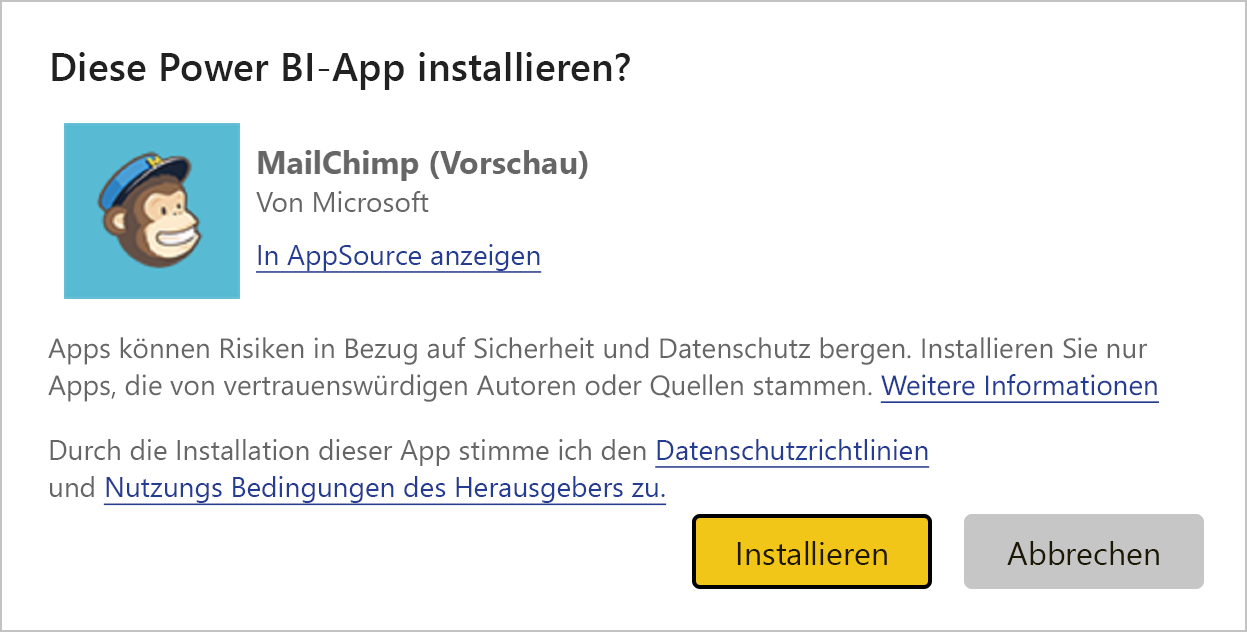 Diese Power BI-App installieren?
MailChimp (Vorschau)
Von Microsoft
In AppSource anzeigen
Apps können Risiken in Bezug auf Sicherheit und Datenschutz bergen. Installieren Sie nur
Apps, die von vertrauenswürdigen Autoren oder Quellen stammen. Weitere Informationen
Durch die Installation dieser App stimme ich den Datenschutzrichtlinien
und Nutzungs Bedingungen des Herausgebers zu.
Installieren
Abbrechen